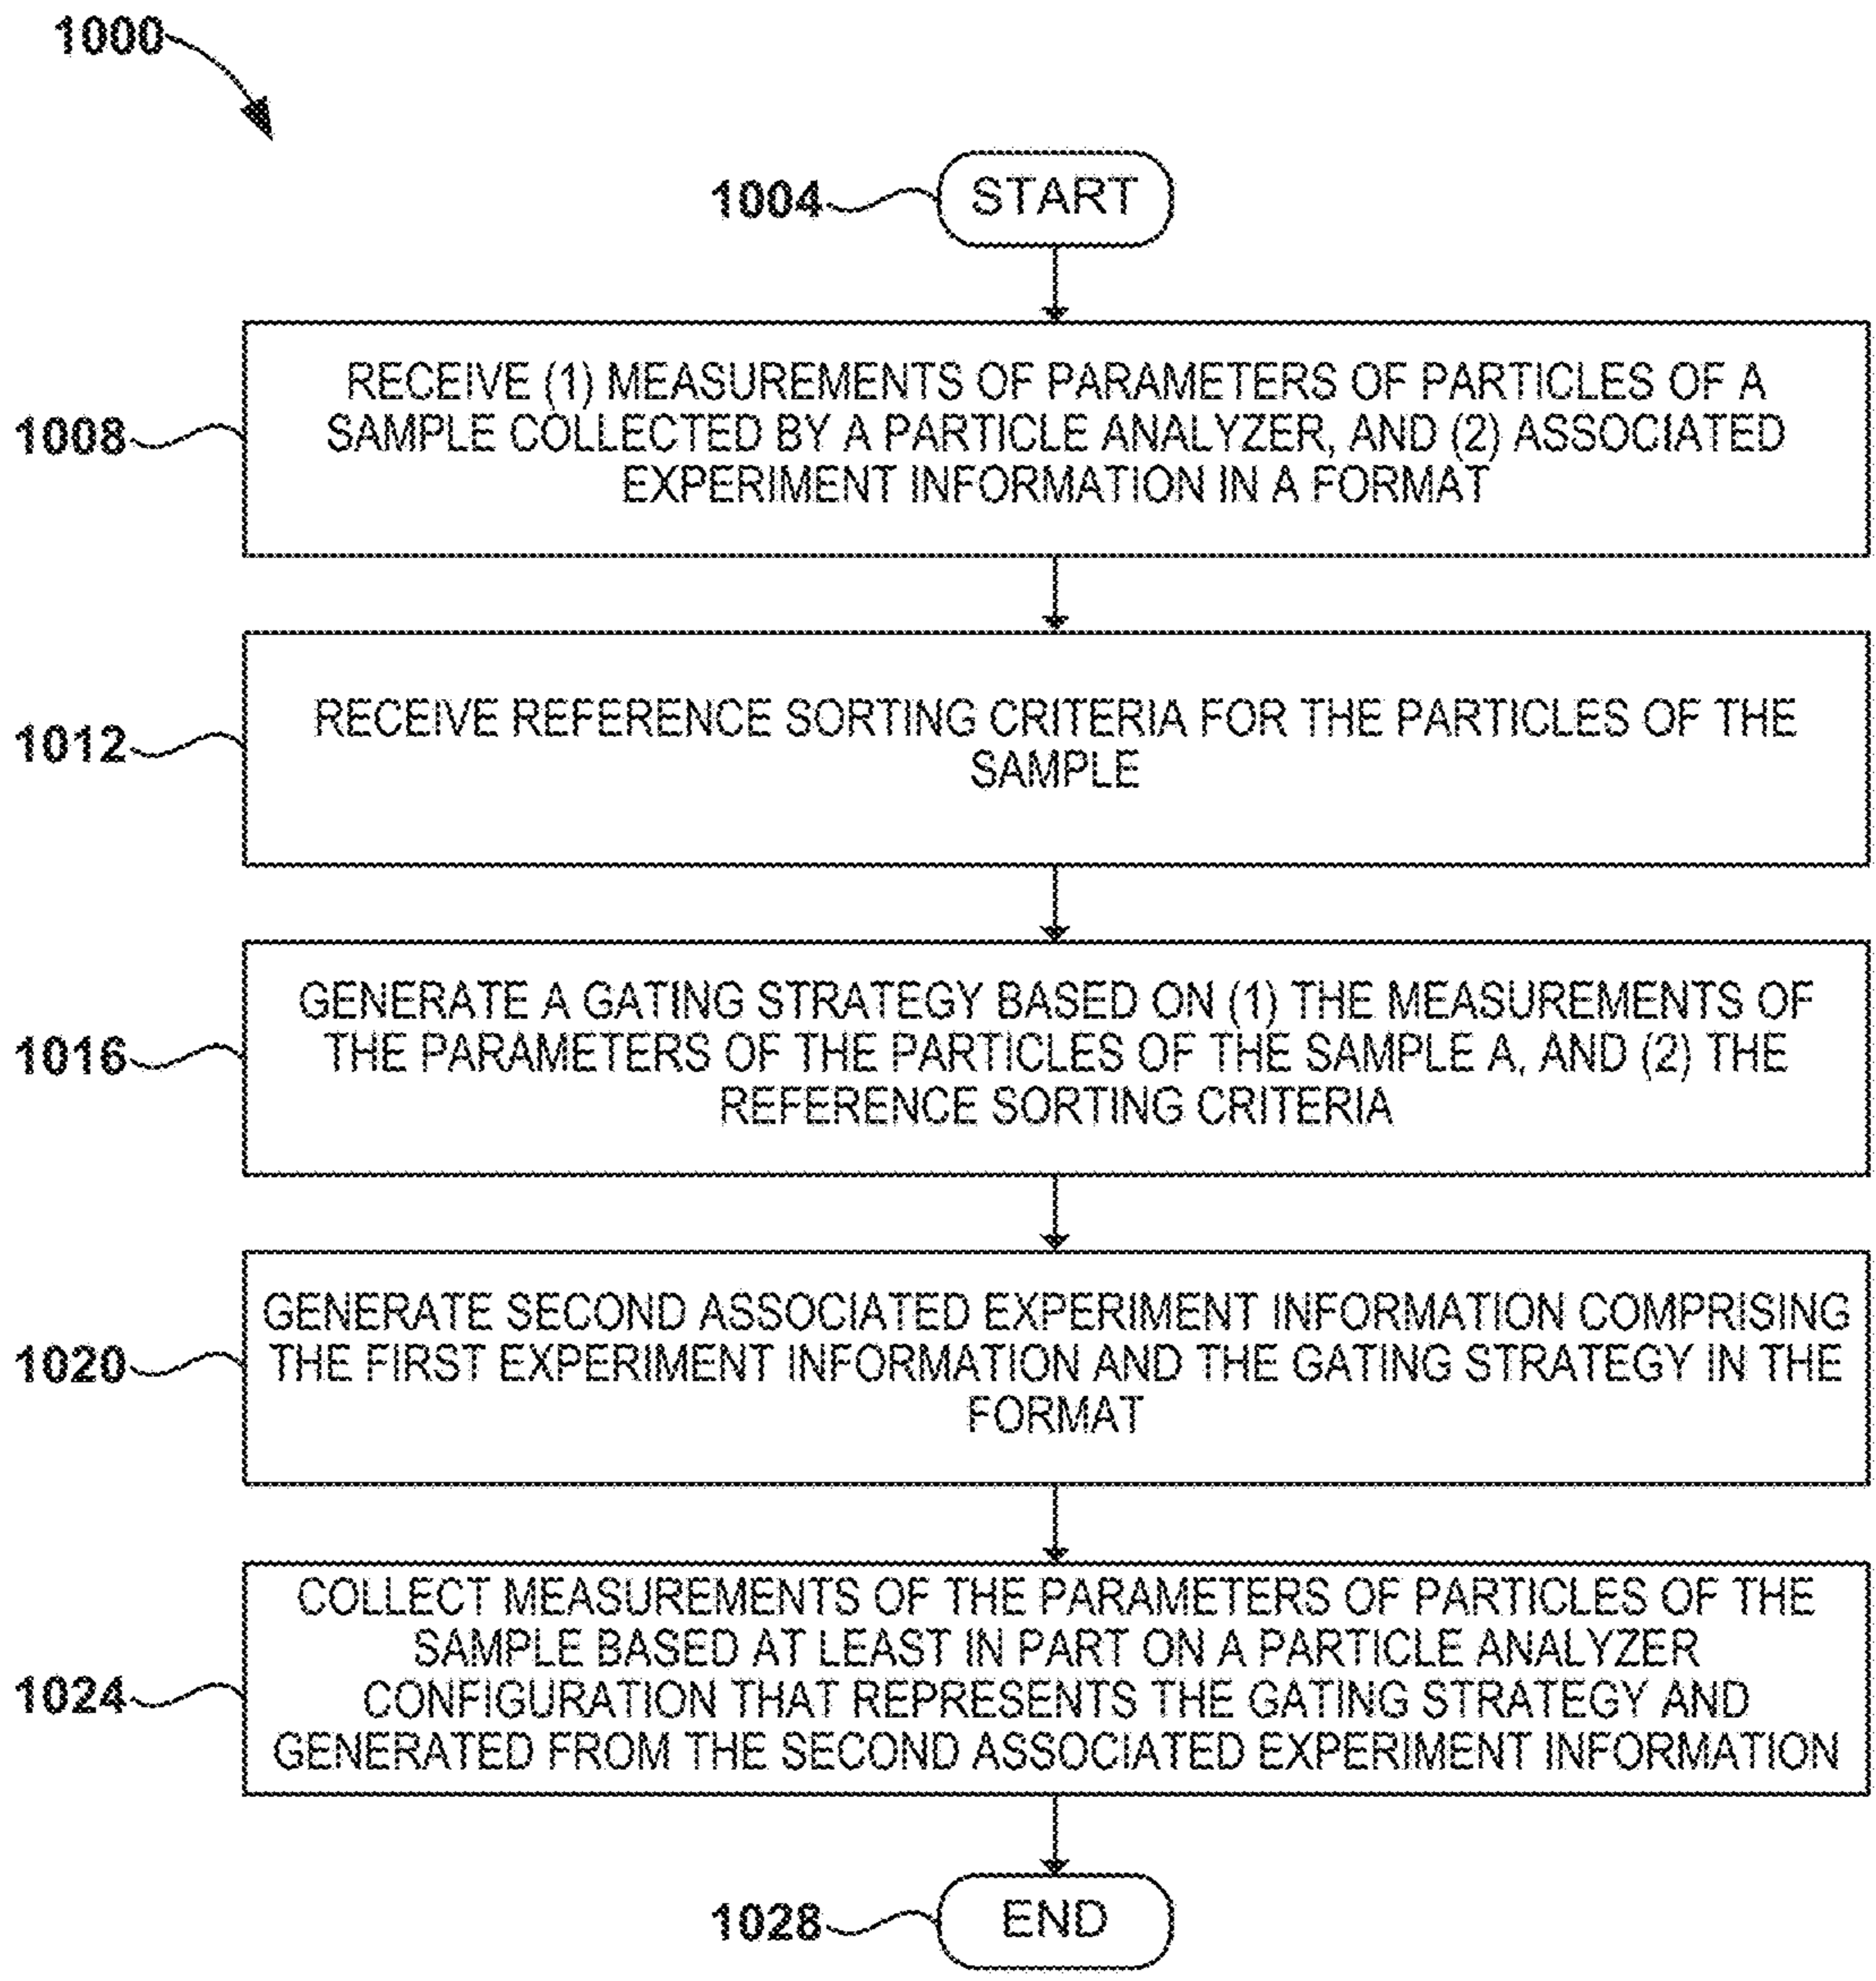 1000
1004
START
1008
RECEIVE (1) MEASUREMENTS OF PARAMETERS OF PARTICLES OF A
SAMPLE COLLECTED BY A PARTICLE ANALYZER, AND (2) ASSOCIATED
EXPERIMENT INFORMATION IN A FORMAT
1012
RECEIVE REFERENCE SORTING CRITERIA FOR THE PARTICLES OF THE
SAMPLE
1016
GENERATE A GATING STRATEGY BASED ON (1) THE MEASUREMENTS OF
THE PARAMETERS OF THE PARTICLES OF THE SAMPLE A, AND (2) THE
REFERENCE SORTING CRITERIA
1020
GENERATE SECOND ASSOCIATED EXPERIMENT INFORMATION COMPRISING
THE FIRST EXPERIMENT INFORMATION AND THE GATING STRATEGY IN THE
FORMAT
1024
COLLECT MEASUREMENTS OF THE PARAMETERS OF PARTICLES OF THE
SAMPLE BASED AT LEAST IN PART ON A PARTICLE ANALYZER
CONFIGURATION THAT REPRESENTS THE GATING STRATEGY AND
GENERATED FROM THE SECOND ASSOCIATED EXPERIMENT INFORMATION
1028
END